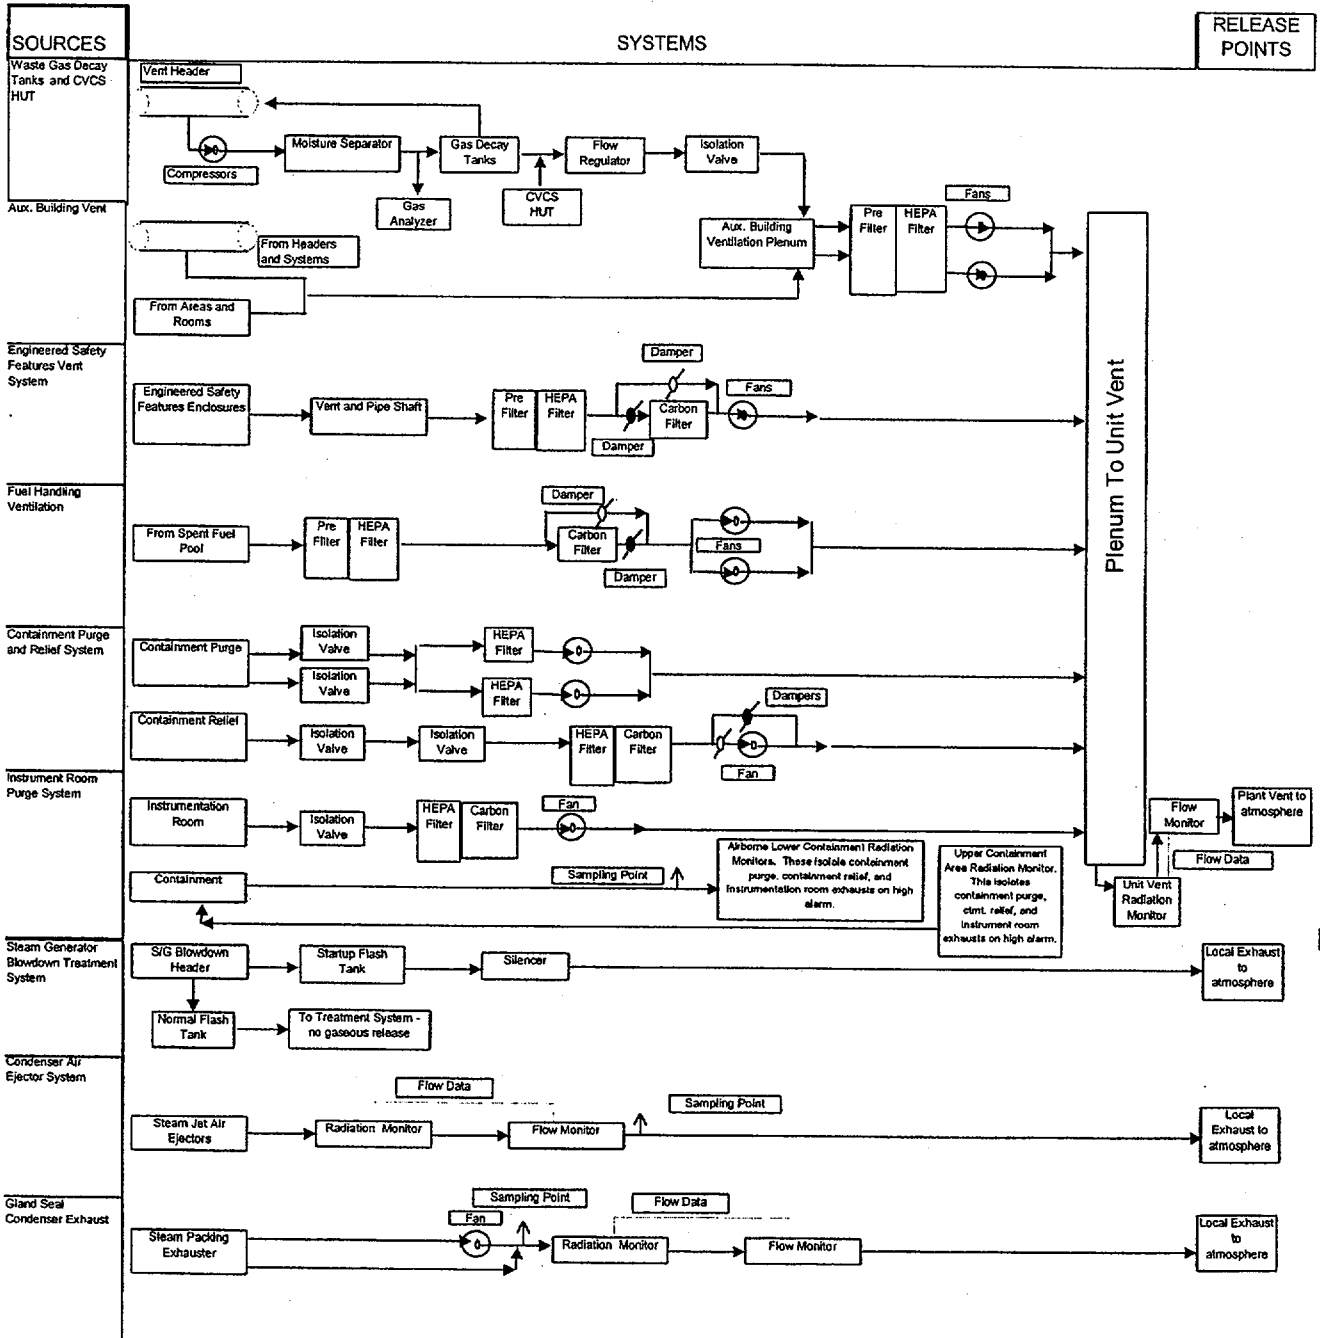 SOURCES
SYSTEMS
RELEASE
POINTS
Waste Gas Decay
Tanks and CVCS
HUT
Vent Header
Compressors
Moisture Separator
Gas
Analyzer
Gas Decay
Tanks
CVCS
HUT
Flow
Regulator
Isolation
Valve
Aux. Building Vent
From Headers
and Systems
From Areas and
Rooms
Aux. Building
Ventilation Plenum
Pre
Filter
HEPA
Filter
Fans
Plenum To Unit Vent
Engineered Safety
Features Vent
System
Engineered Safety
Features Enclosures
Vent and Pipe Shaft
Pre
Filter
HEPA
Filter
Damper
Carbon
Filter
Damper
Fans
Fuel Handling
Ventilation
From Spent Fuel
Pool
Pre
Filter
HEPA
Filter
Damper
Carbon
Filter
Damper
Fans
Containment Purge
and Relief System
Containment Purge
Isolation
Valve
Isolation
Valve
HEPA
Filter
HEPA
Filter
Containment Relief
Isolation
Valve
Isolation
Valve
HEPA
Filter
Carbon
Filter
Dampers
Fan
Instrument Room
Purge System
Instrumentation
Room
Isolation
Valve
HEPA
Filter
Carbon
Filter
Fan
Containment
Sampling Point
Airborne Lower Containment Radiation
Monitors. These isolate containment
purge, containment relief, and
Instrumentation room exhausts on high
alarm.
Upper Containment
Area Radiation Monitor.
This isolates
containment purge,
ctmt. relief, and
Instrument room
exhausts on high alarm.
Unit Vent
Radiation
Monitor
Flow
Monitor
Flow Data
Plant Vent to
atmosphere
Steam Generator
Blowdown Treatment
System
S/G Blowdown
Header
Startup Flash
Tank
Silencer
Local Exhaust
to
atmosphere
Normal Flash
Tank
To Treatment System -
no gaseous release
Condenser Air
Ejector System
Steam Jet Air
Ejectors
Radiation Monitor
Flow Data
Flow Monitor
Sampling Point
Local
Exhaust to
atmosphere
Gland Seal
Condenser Exhaust
Steam Packing
Exhauster
Fan
Sampling Point
Radiation Monitor
Flow Data
Flow Monitor
Local Exhaust
to
atmosphere